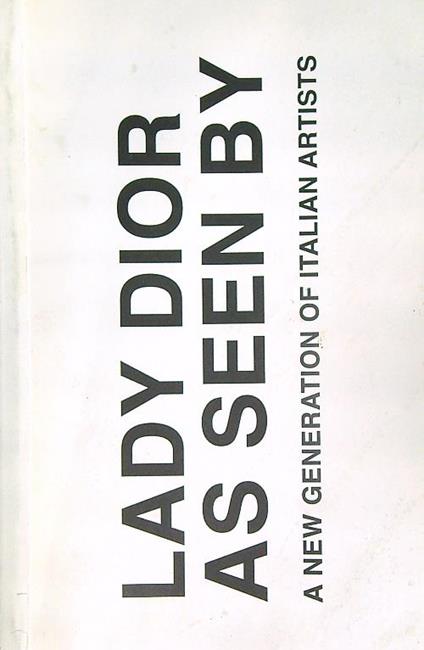 LADY DIOR
AS SEEN BY
A NEW GENERATION OF ITALIAN ARTISTS